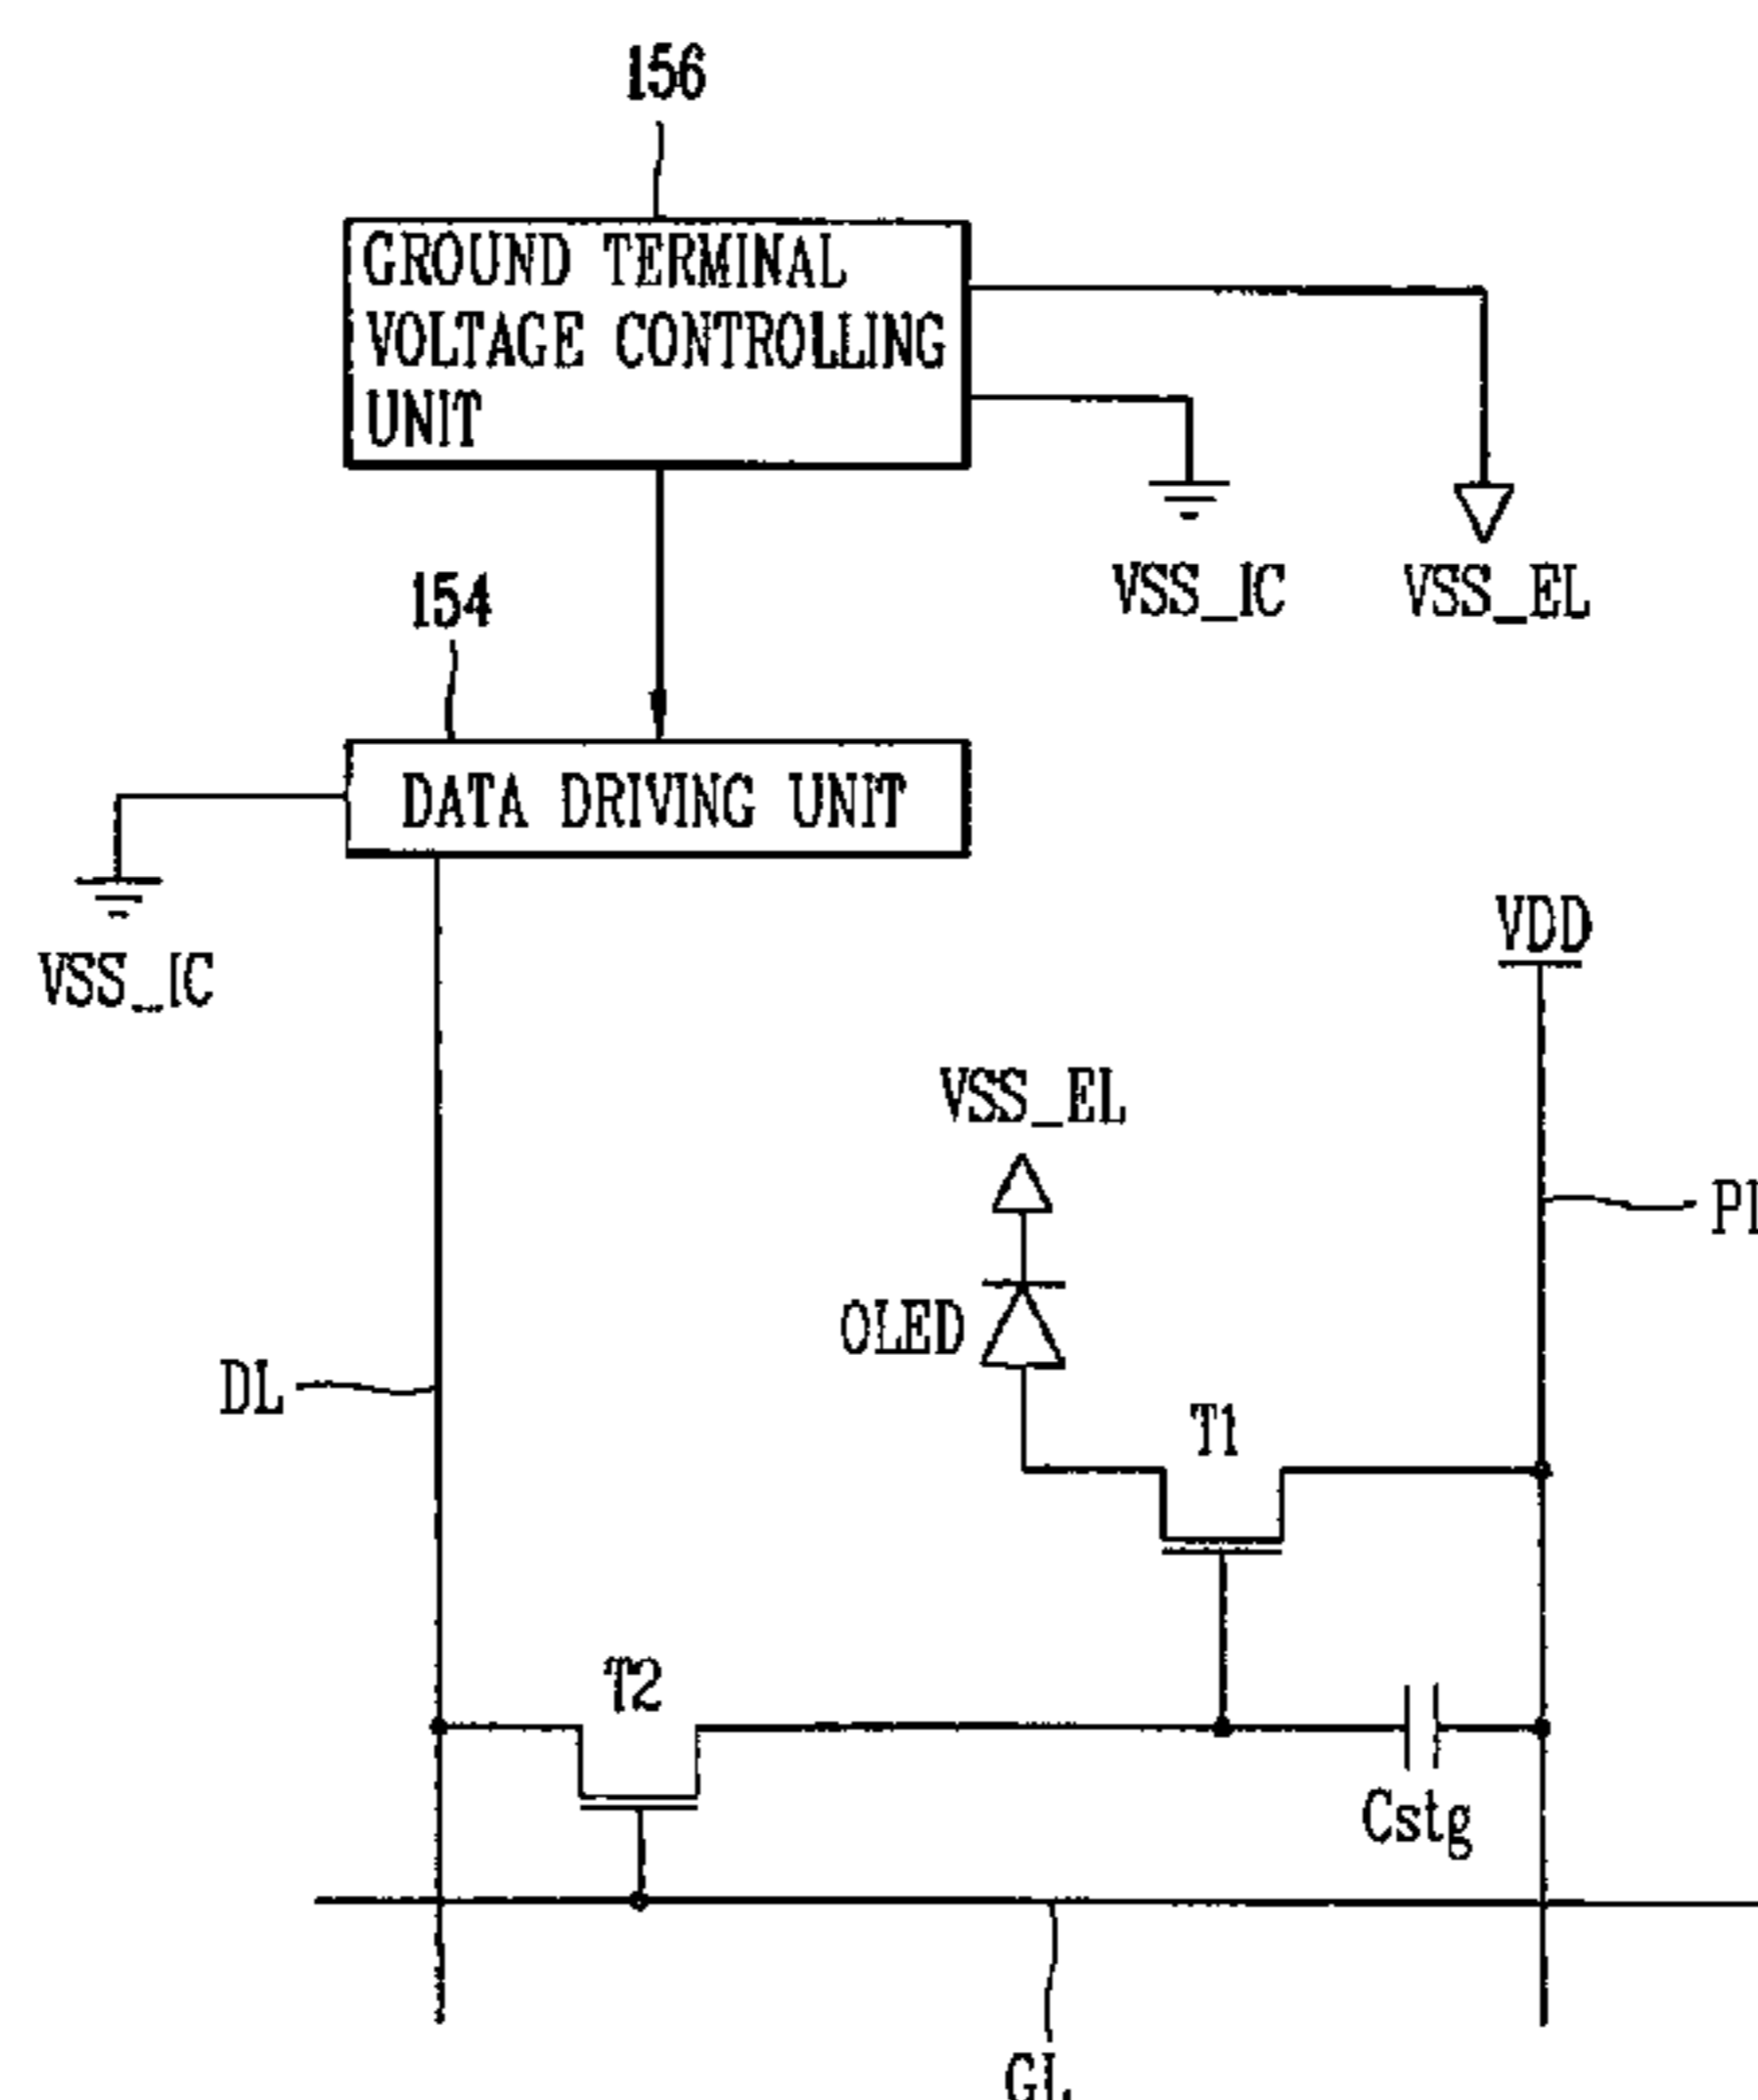 156
GROUND TERMINAL
VOLTAGE CONTROLLING
UNIT
VSS_IC
VSS_EL
154
DATA DRIVING UNIT
VSS_IC
VDD
VSS_EL
OLED
DL
T1
T2
Cstg
GL